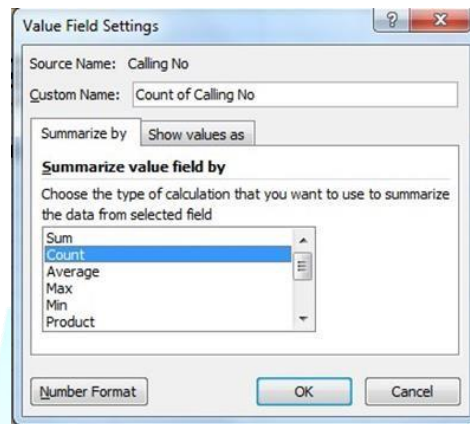 Value Field Settings
Source Name: Calling No
Custom Name: Count of Calling No
Summarize by Show values as
Summarize value field by
Choose the type of calculation that you want to use to summarize
the data from selected field
Sum
Count
Average
Max
Min
Product
Number Format OK Cancel